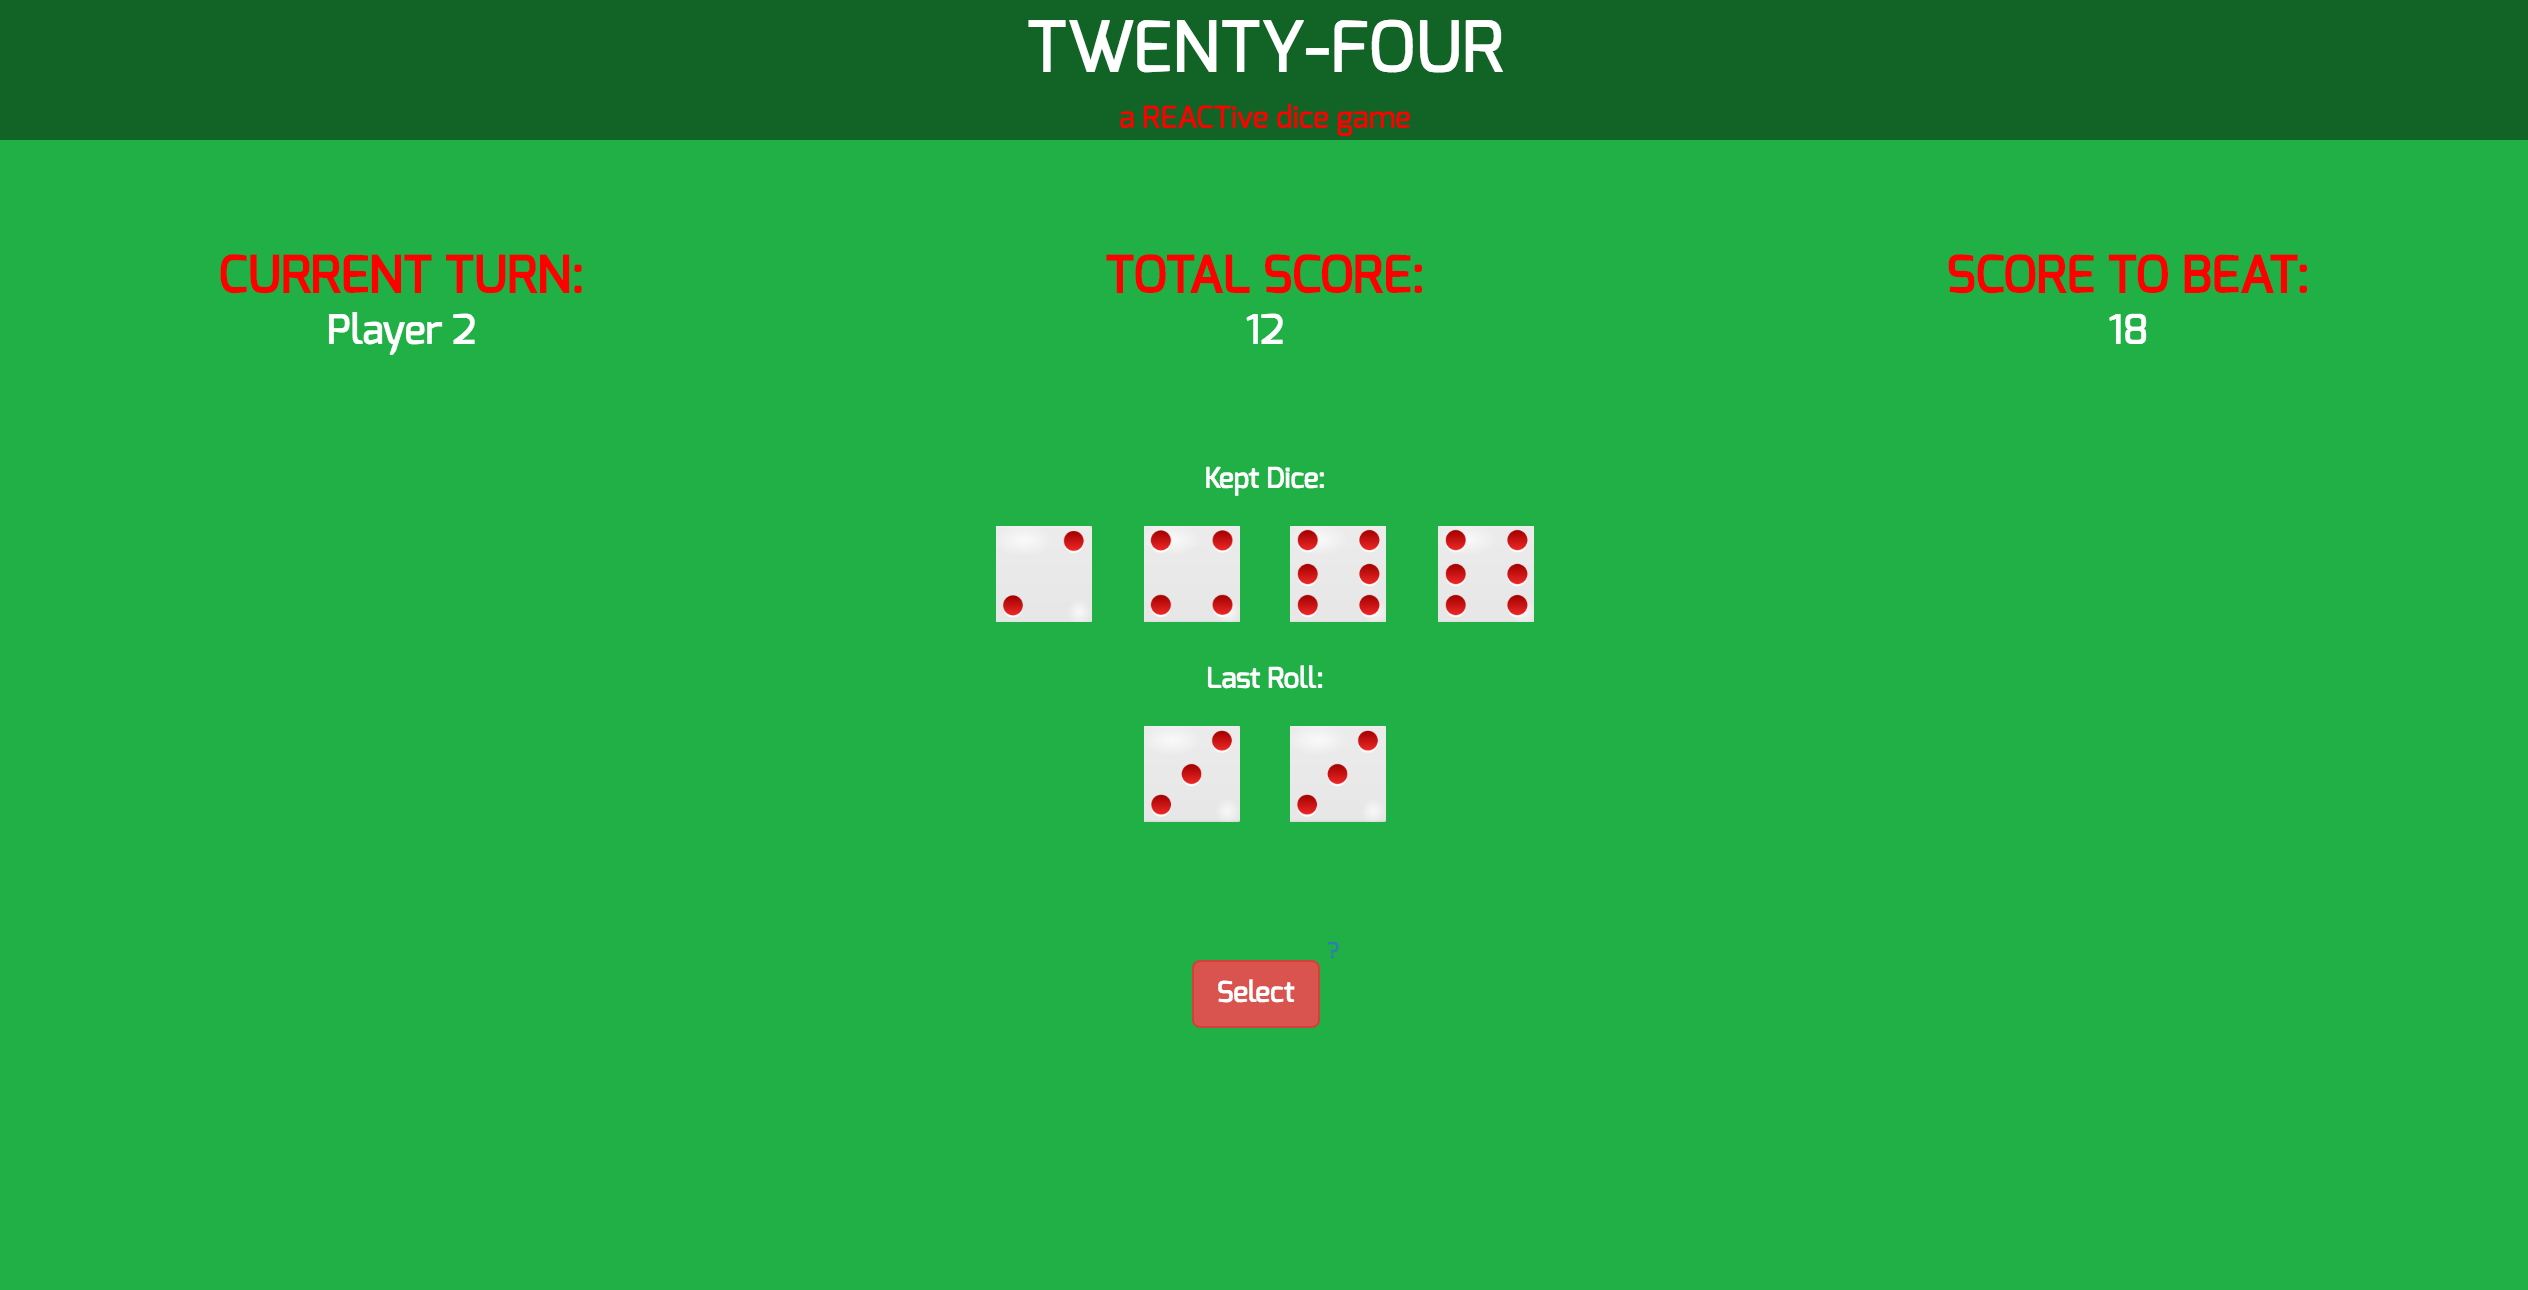 TWENTY-FOUR
a REACTive dice game
CURRENT TURN:
Player 2
TOTAL SCORE:
12
SCORE TO BEAT:
18
Kept Dice:
Last Roll:
?
Select